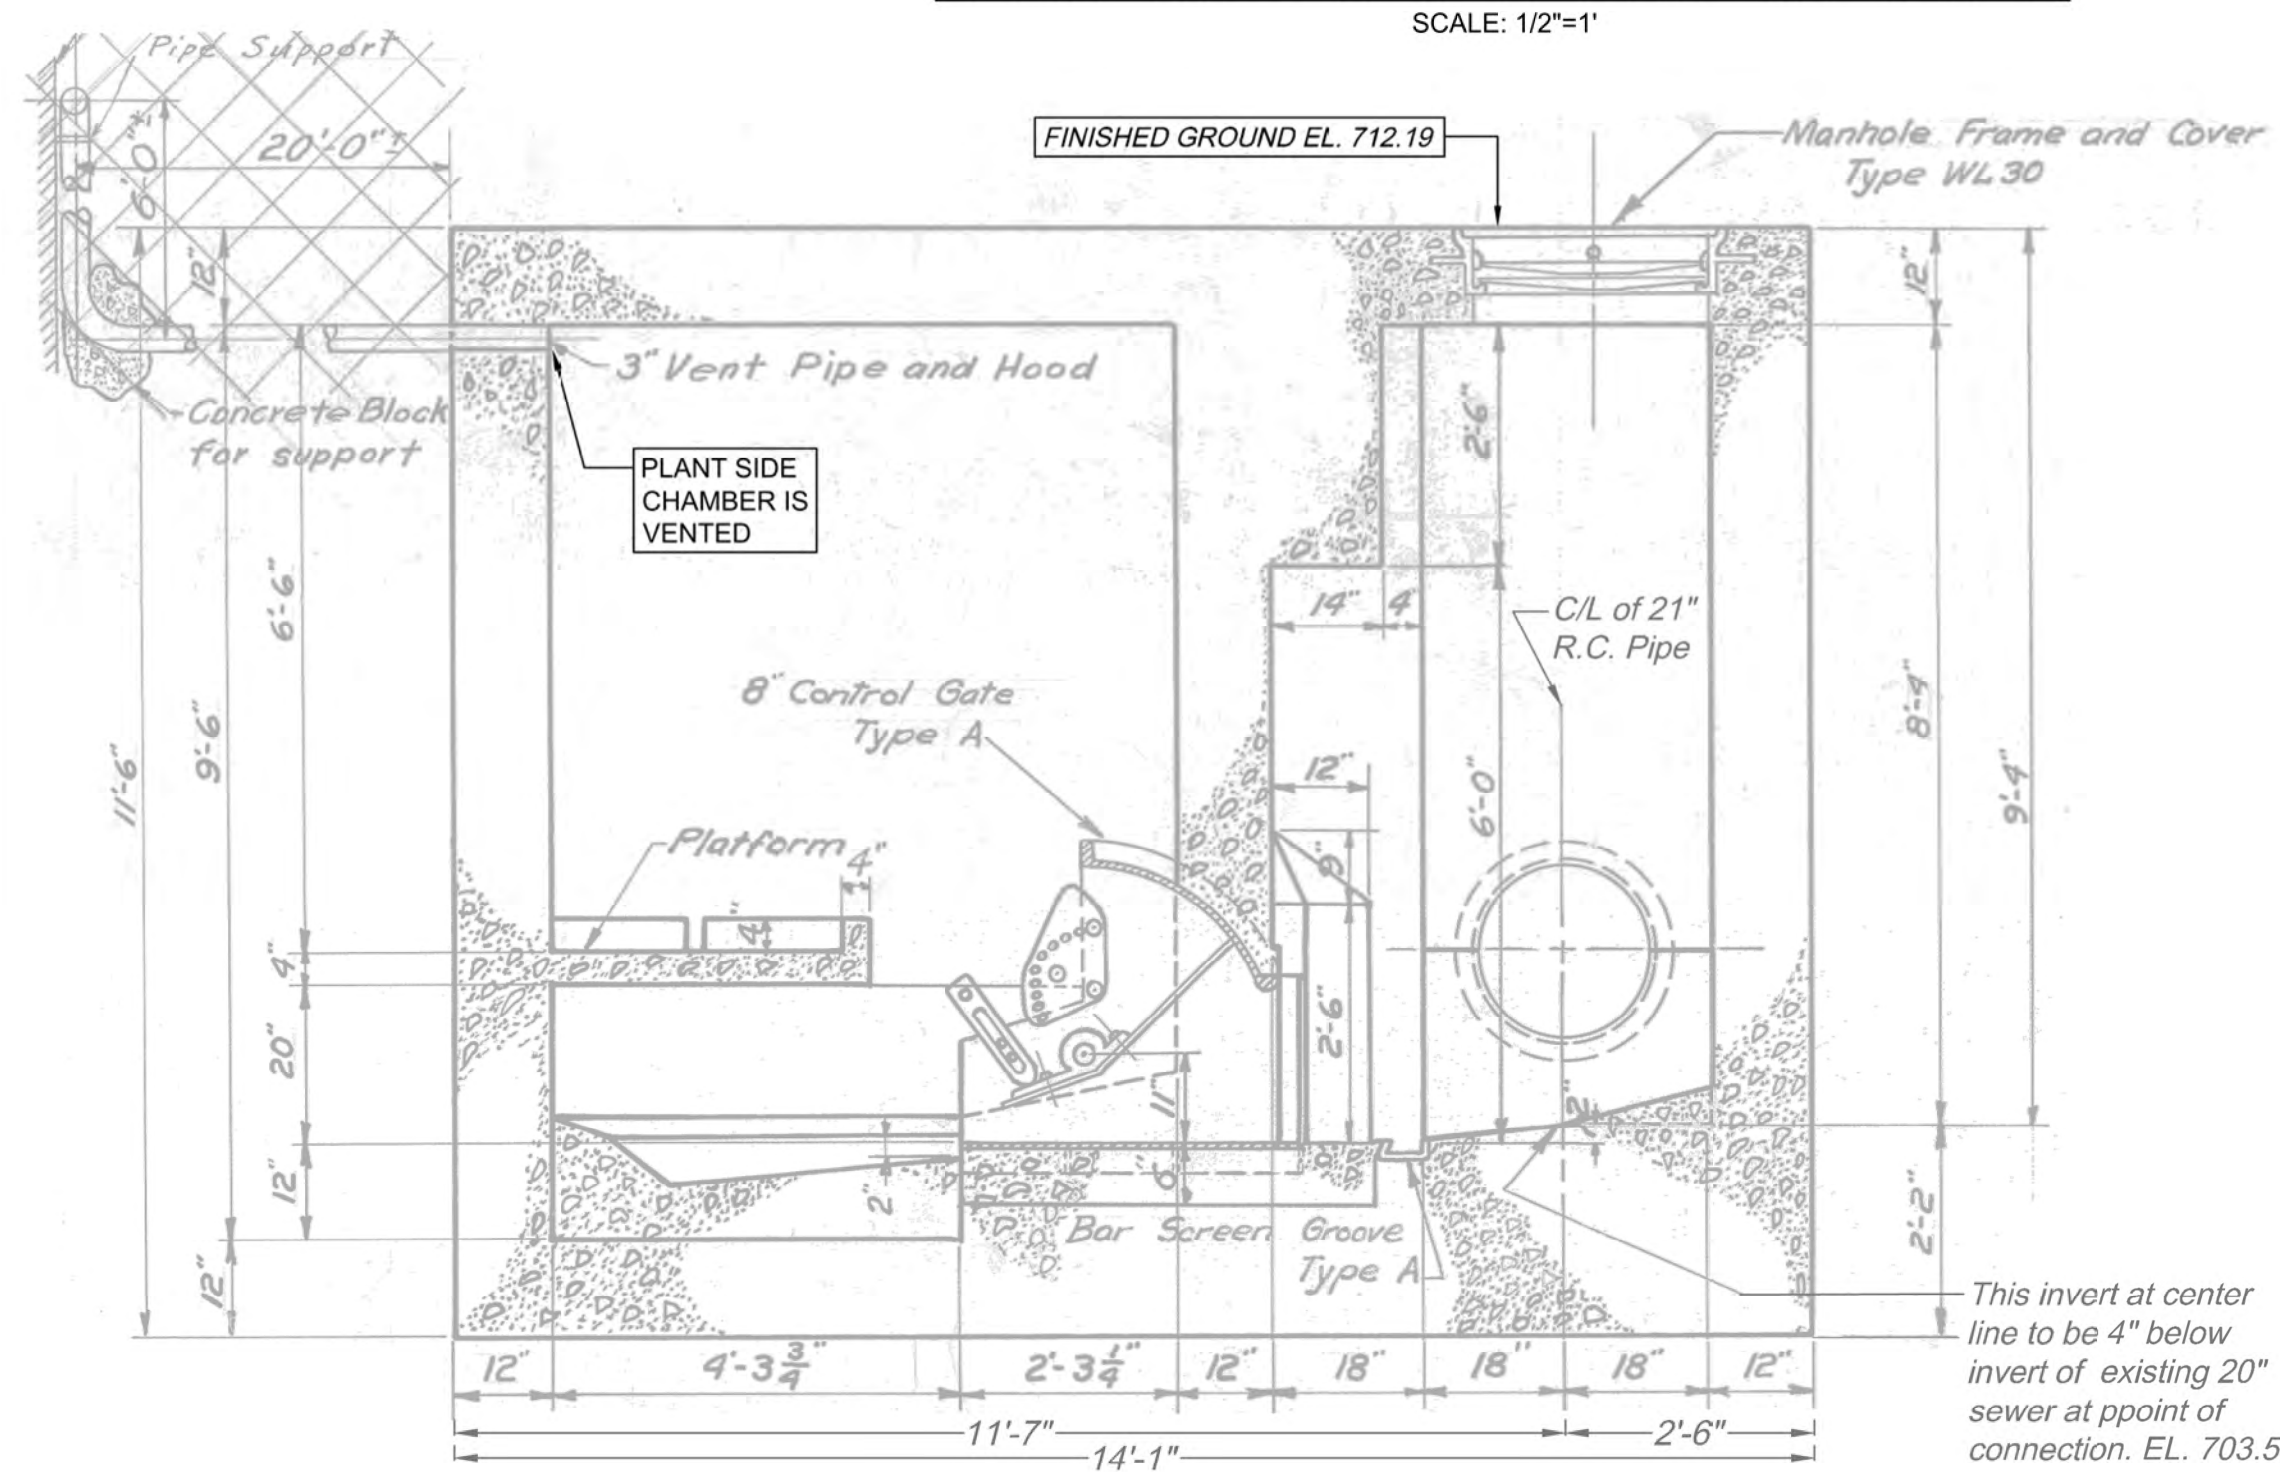 SCALE: 1/2"=1'
Pipe Support
FINISHED GROUND EL. 712.19
Manhole Frame and Cover
Type WL30
20'-0"±
6'-0"±
12"
12"
3" Vent Pipe and Hood
Concrete Block
for support
PLANT SIDE
CHAMBER IS
VENTED
2'-6"
6'-6"
14"
4"
C/L of 21"
R.C. Pipe
8" Control Gate
Type A
8'-4"
9'-4"
9'-6"
11'-6"
12"
6'-0"
Platform
4"
4"
9"
4"
20"
2'-6"
11"
2"
12"
2"
6"
2'-2"
Bar Screen Groove
Type A
12"
This invert at center
line to be 4" below
invert of existing 20"
sewer at ppoint of
connection. EL. 703.5
12"
4'-3 3/4"
2'-3 1/4"
12"
18"
18"
18"
12"
11'-7"
2'-6"
14'-1"